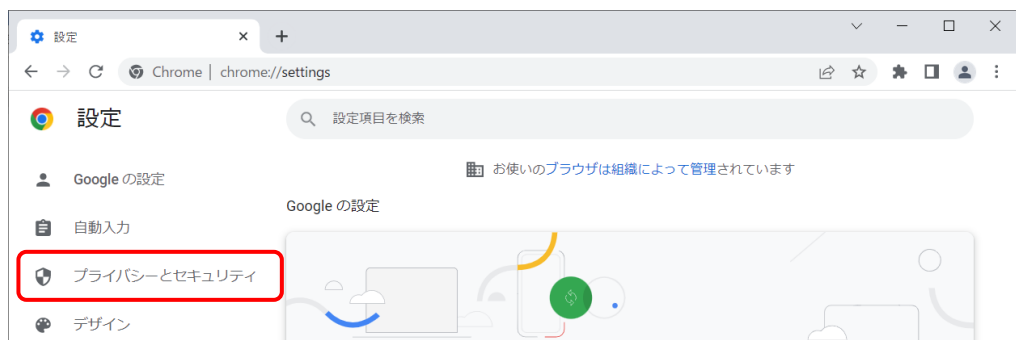 設定
Chrome | chrome://settings
設定
設定項目を検索
お使いのブラウザは組織によって管理されています
Google の設定
自動入力
プライバシーとセキュリティ
デザイン
Google の設定